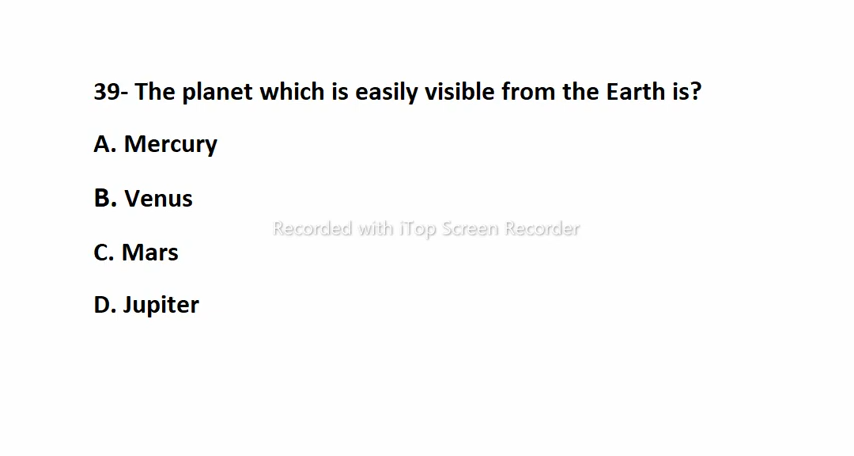 39- The planet which is easily visible from the Earth is?
A. Mercury
B. Venus
Recorded with iTop Screen Recorder
C. Mars
D. Jupiter